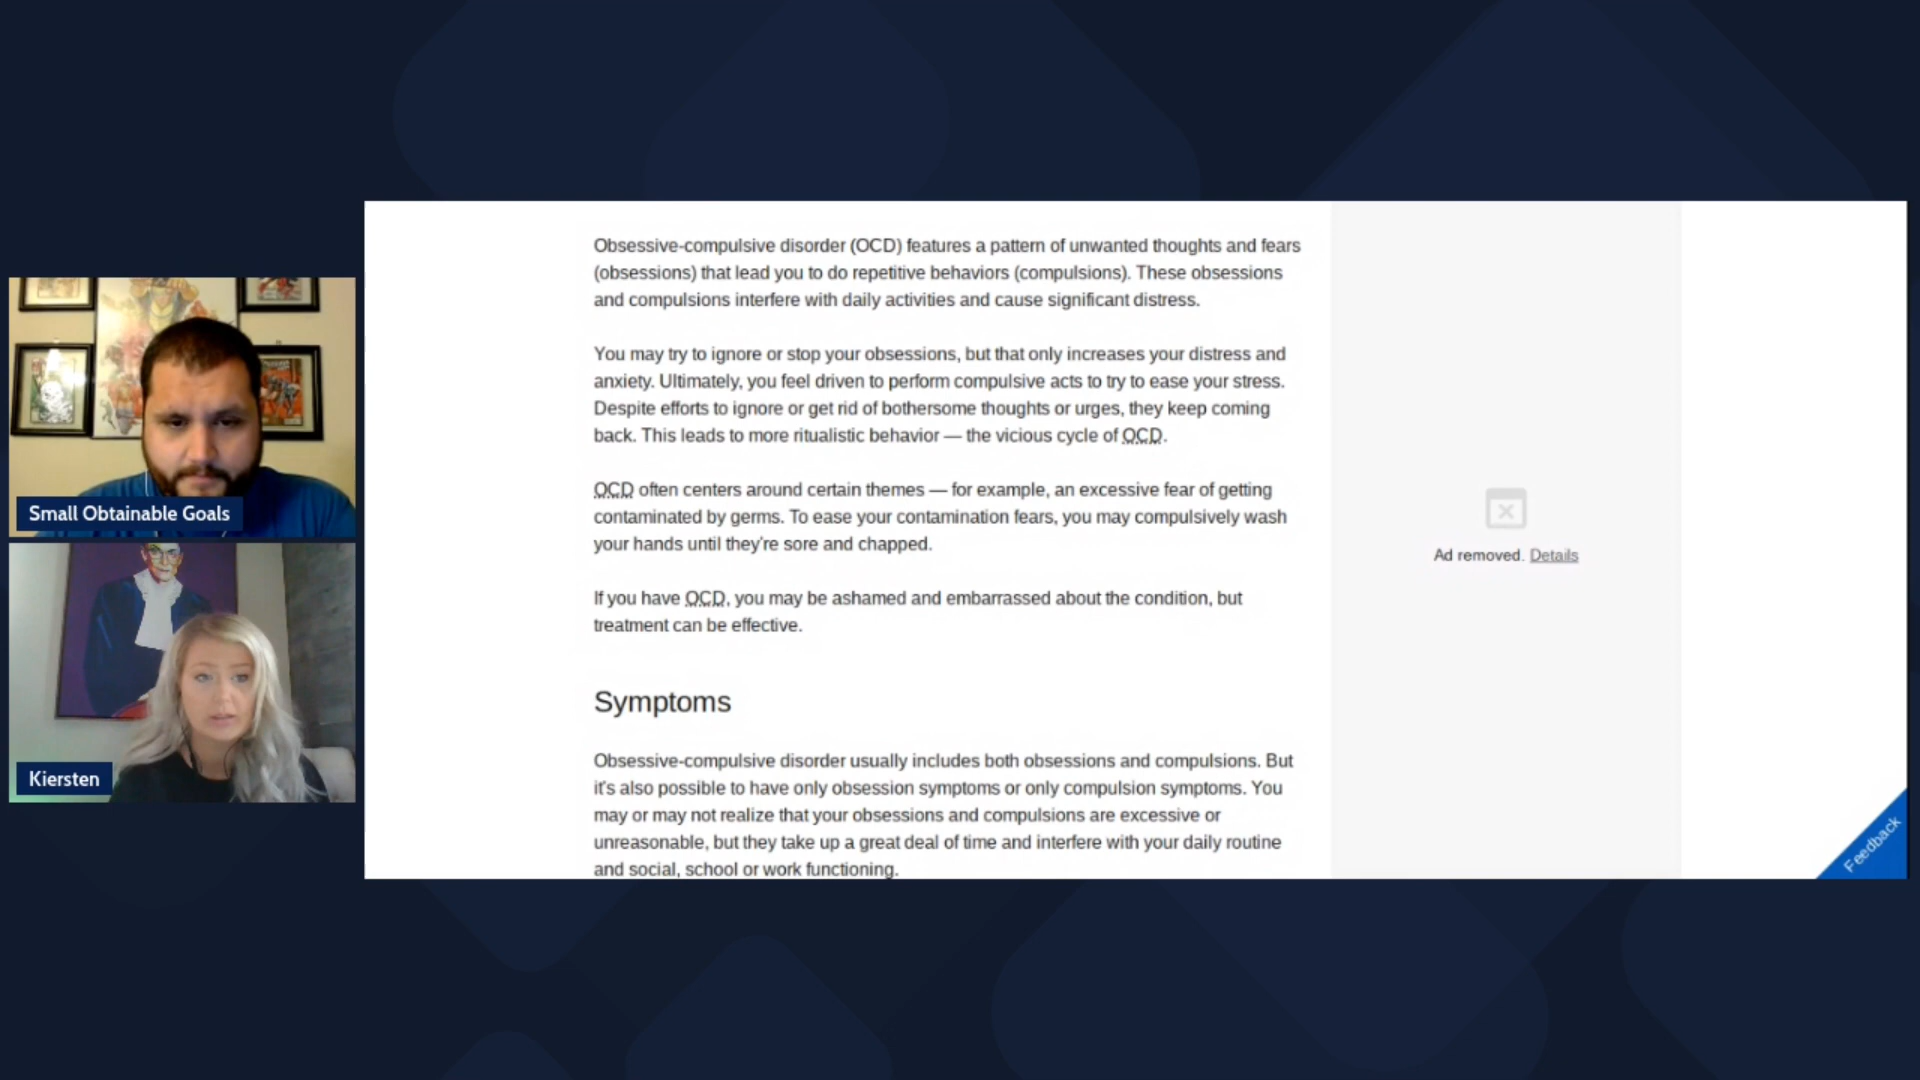 Obsessive-compulsive disorder (OCD) features a pattern of unwanted thoughts and fears
(obsessions) that lead you to do repetitive behaviors (compulsions). These obsessions
and compulsions interfere with daily activities and cause significant distress.
You may try to ignore or stop your obsessions, but that only increases your distress and
anxiety. Ultimately, you feel driven to perform compulsive acts to try to ease your stress.
Despite efforts to ignore or get rid of bothersome thoughts or urges, they keep coming
back. This leads to more ritualistic behavior — the vicious cycle of OCD.
OCD often centers around certain themes — for example, an excessive fear of getting
contaminated by germs. To ease your contamination fears, you may compulsively wash
your hands until they're sore and chapped.
If you have OCD, you may be ashamed and embarrassed about the condition, but
treatment can be effective.
Symptoms
Obsessive-compulsive disorder usually includes both obsessions and compulsions. But
it's also possible to have only obsession symptoms or only compulsion symptoms. You
may or may not realize that your obsessions and compulsions are excessive or
unreasonable, but they take up a great deal of time and interfere with your daily routine
and social, school or work functioning.
Ad removed. Details
Feedback
Small Obtainable Goals
Kiersten